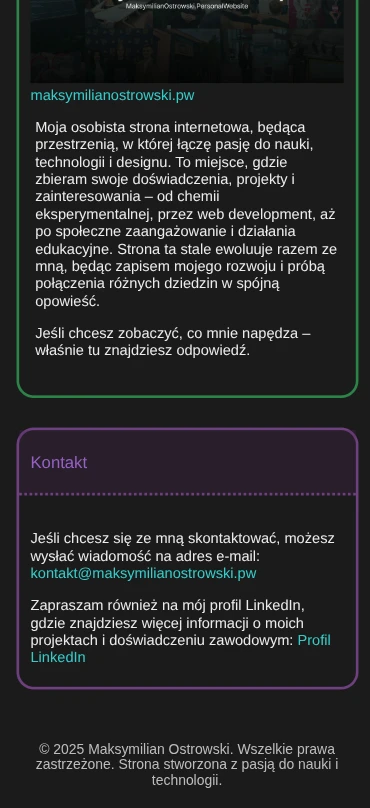 MaksymilianOstrowski.PersonalWebsite
maksymilianostrowski.pw
Moja osobista strona internetowa, będąca
przestrzenią, w której łączę pasję do nauki,
technologii i designu. To miejsce, gdzie
zbieram swoje doświadczenia, projekty i
zainteresowania – od chemii
eksperymentalnej, przez web development, aż
po społeczne zaangażowanie i działania
edukacyjne. Strona ta stale ewoluuje razem ze
mną, będąc zapisem mojego rozwoju i próbą
połączenia różnych dziedzin w spójną
opowieść.
Jeśli chcesz zobaczyć, co mnie napędza –
właśnie tu znajdziesz odpowiedź.
Kontakt
Jeśli chcesz się ze mną skontaktować, możesz
wysłać wiadomość na adres e-mail:
kontakt@maksymilianostrowski.pw
Zapraszam również na mój profil LinkedIn,
gdzie znajdziesz więcej informacji o moich
projektach i doświadczeniu zawodowym: Profil
LinkedIn
© 2025 Maksymilian Ostrowski. Wszelkie prawa
zastrzeżone. Strona stworzona z pasją do nauki i
technologii.